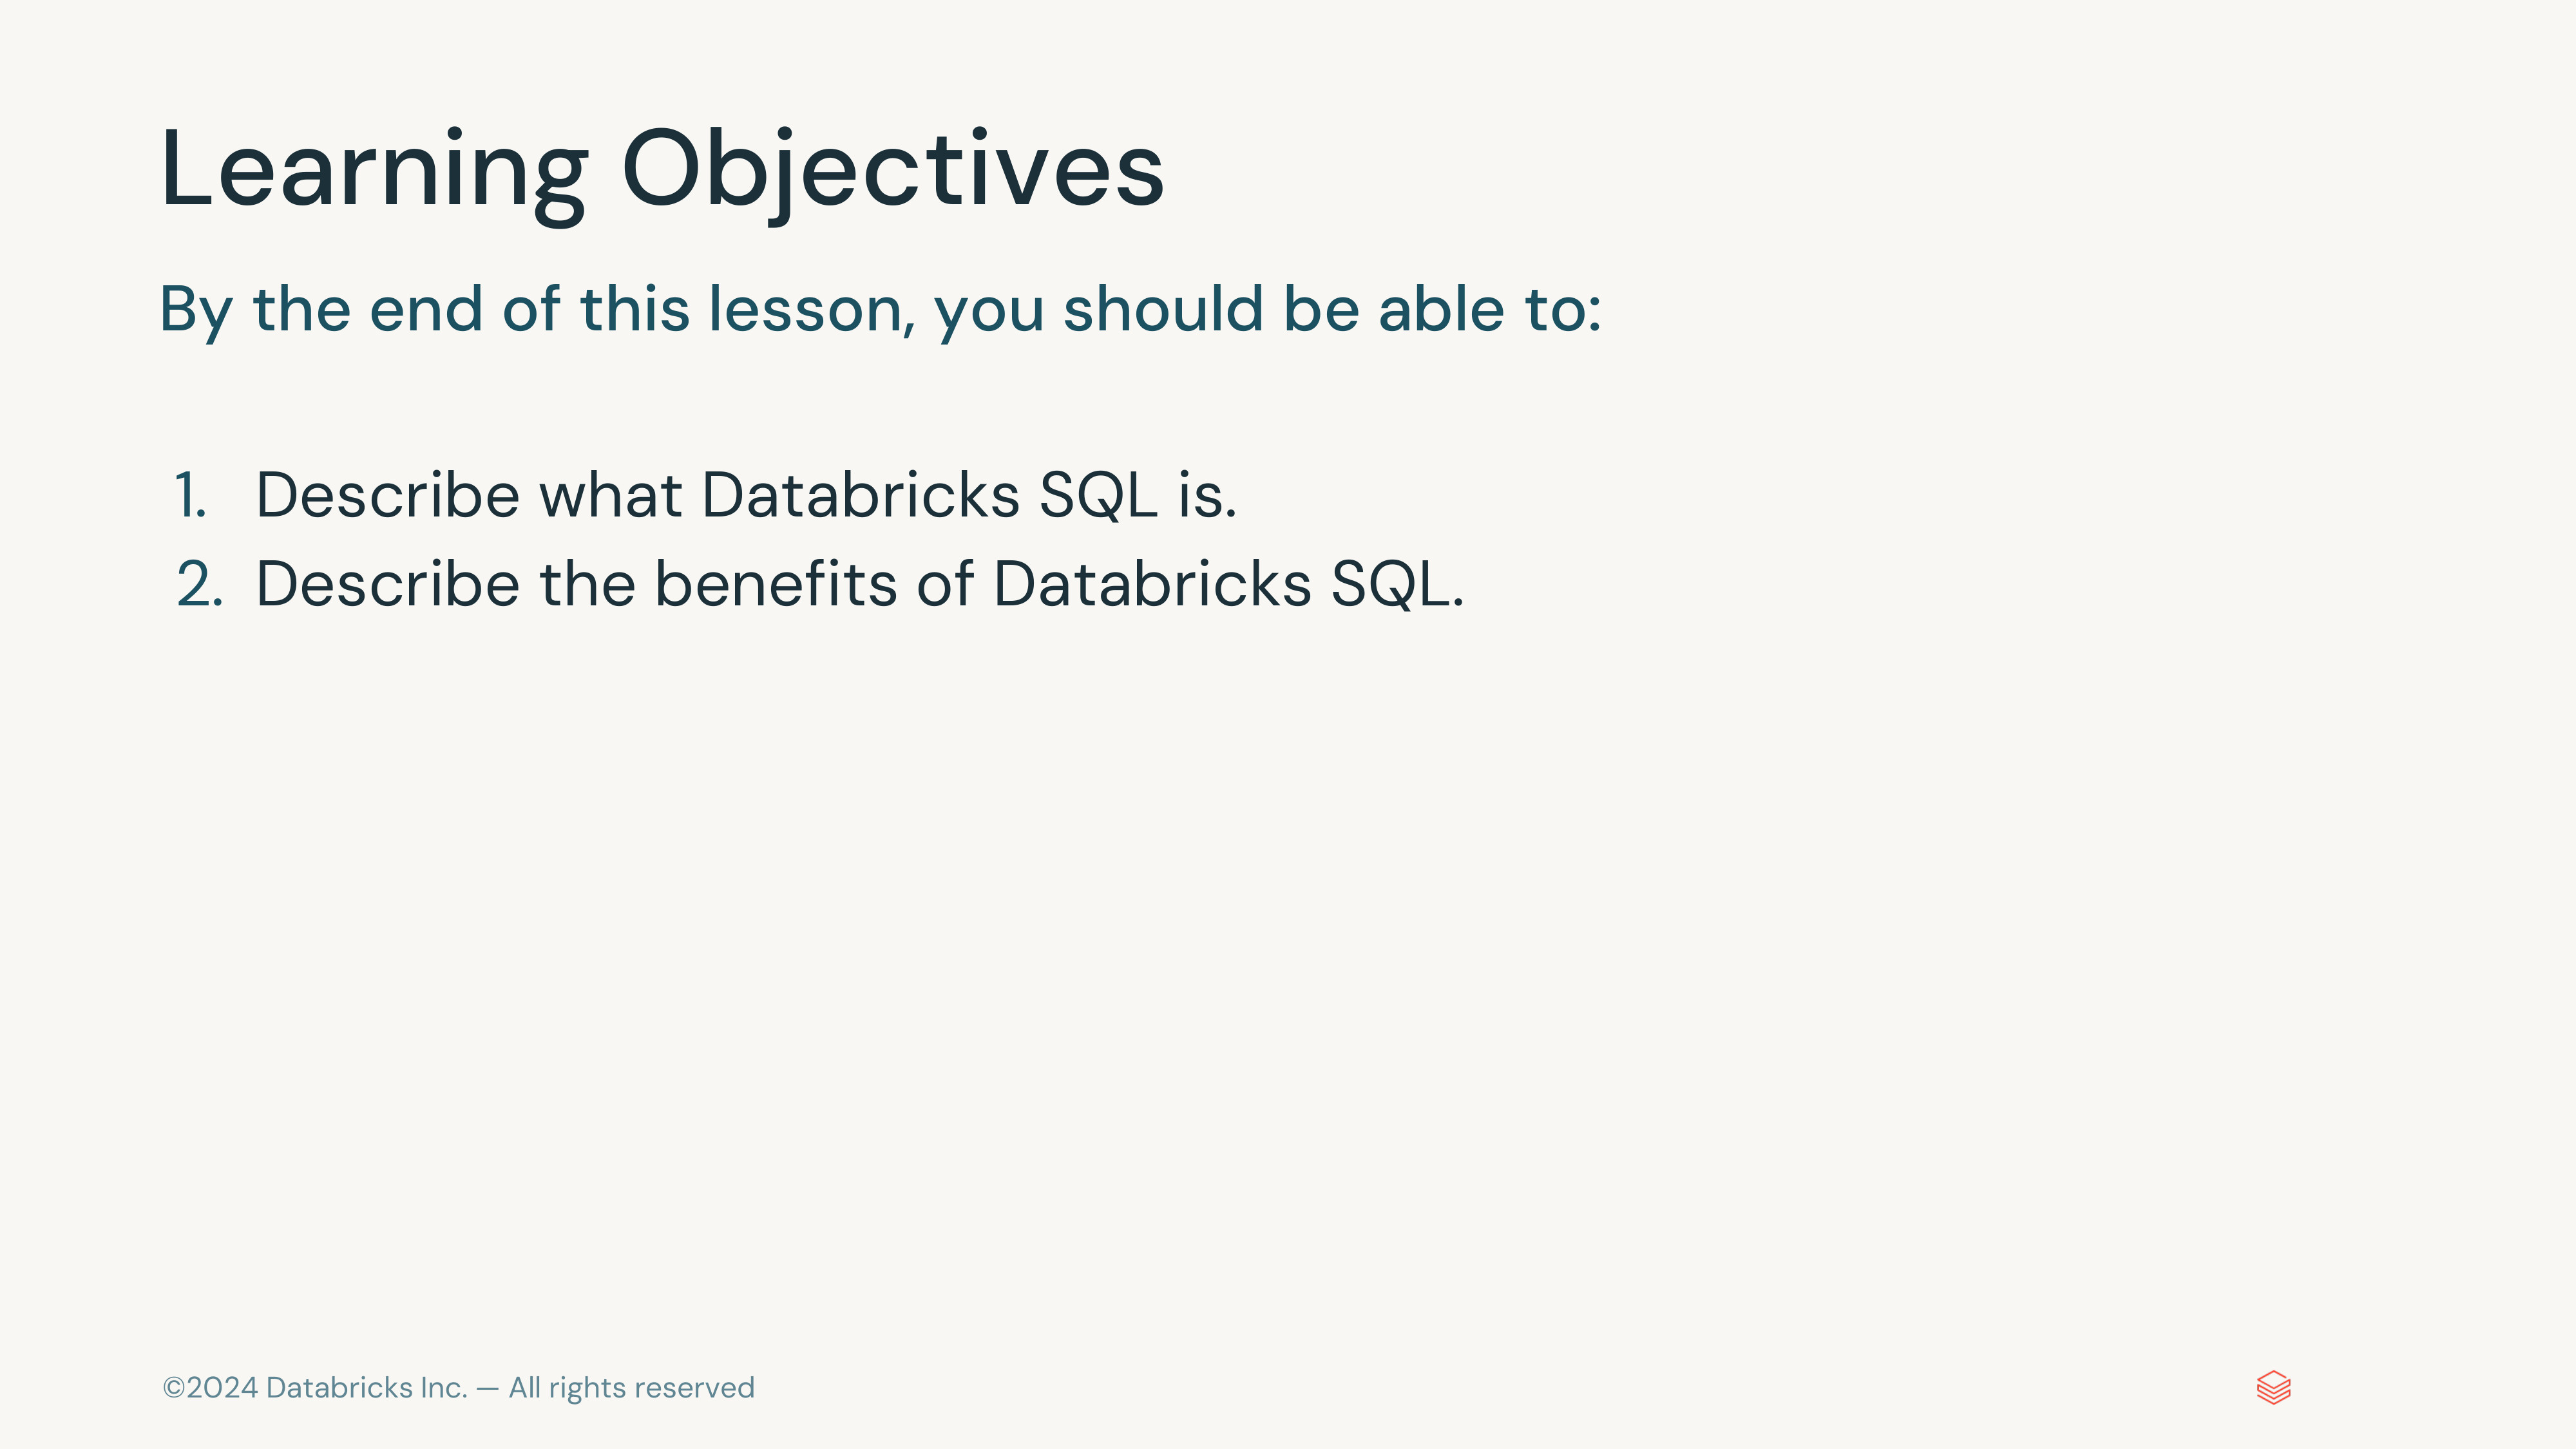 Learning Objectives
By the end of this lesson, you should be able to:
1. Describe what Databricks SQL is.
2. Describe the benefits of Databricks SQL.
©2024 Databricks Inc. — All rights reserved